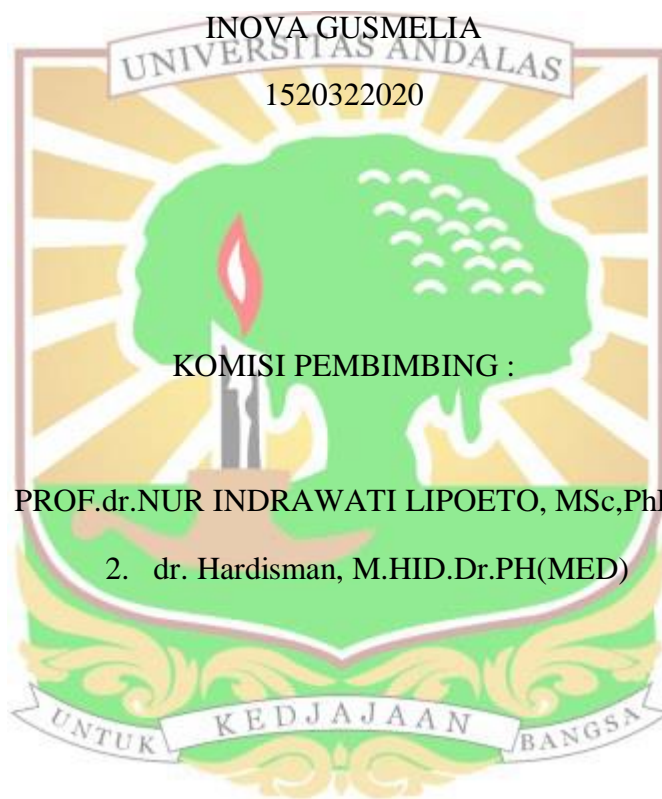 INOVA GUSMELIA
UNIVERSITAS ANDALAS
1520322020
KOMISI PEMBIMBING :
PROF.dr.NUR INDRAWATI LIPOETO, MSc,Ph
2. dr. Hardisman, M.HID.Dr.PH(MED)
UNTUK KEDJAJAAN BANGSA